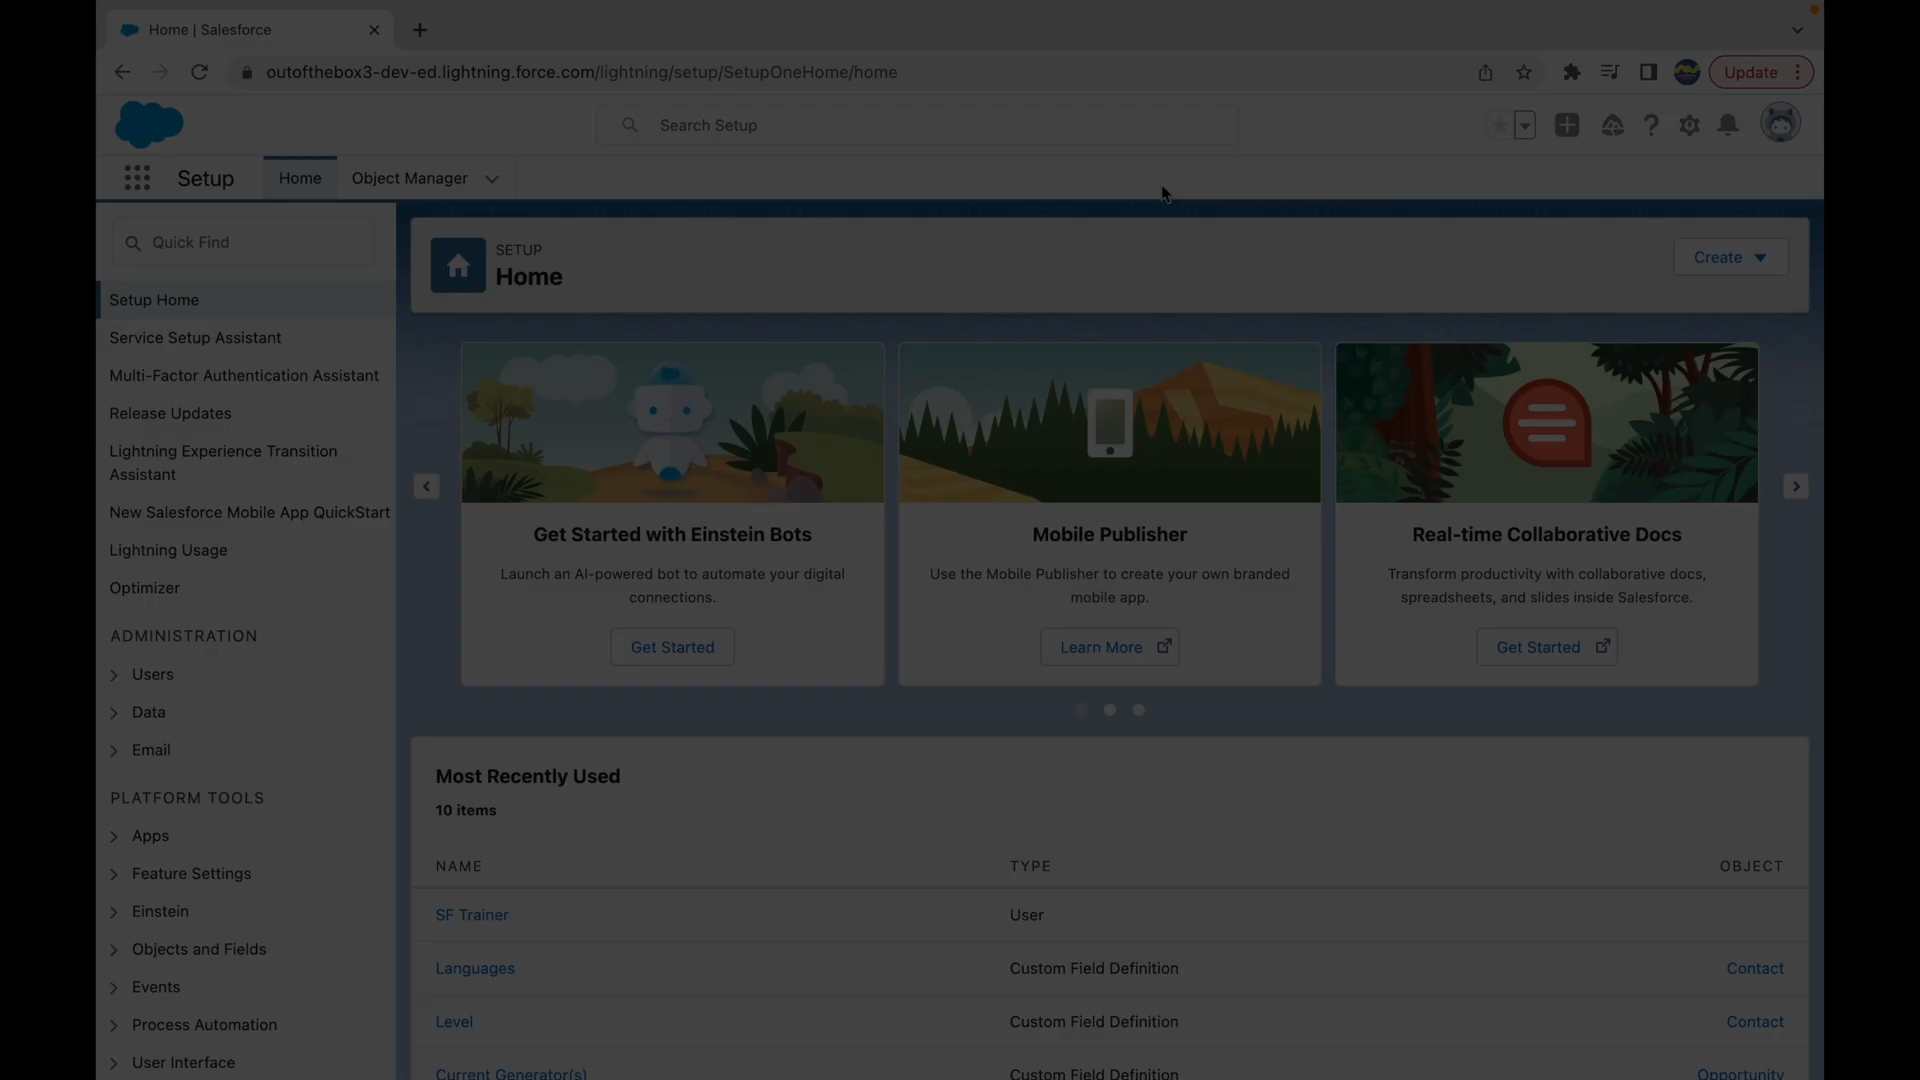 Home | Salesforce
outofthebox3-dev-ed.lightning.force.com/lightning/setup/SetupOneHome/home
Update
Search Setup
Setup
Home
Object Manager
Quick Find
Setup Home
Service Setup Assistant
Multi-Factor Authentication Assistant
Release Updates
Lightning Experience Transition
Assistant
New Salesforce Mobile App QuickStart
Lightning Usage
Optimizer
ADMINISTRATION
Users
Data
Email
PLATFORM TOOLS
Apps
Feature Settings
Einstein
Objects and Fields
Events
Process Automation
User Interface
SETUP
Home
Create
Get Started with Einstein Bots
Launch an AI-powered bot to automate your digital
connections.
Get Started
Mobile Publisher
Use the Mobile Publisher to create your own branded
mobile app.
Learn More
Real-time Collaborative Docs
Transform productivity with collaborative docs,
spreadsheets, and slides inside Salesforce.
Get Started
Most Recently Used
10 items
NAME TYPE OBJECT
SF Trainer User
Languages Custom Field Definition Contact
Level Custom Field Definition Contact
Current Generator(s) Custom Field Definition Opportunity